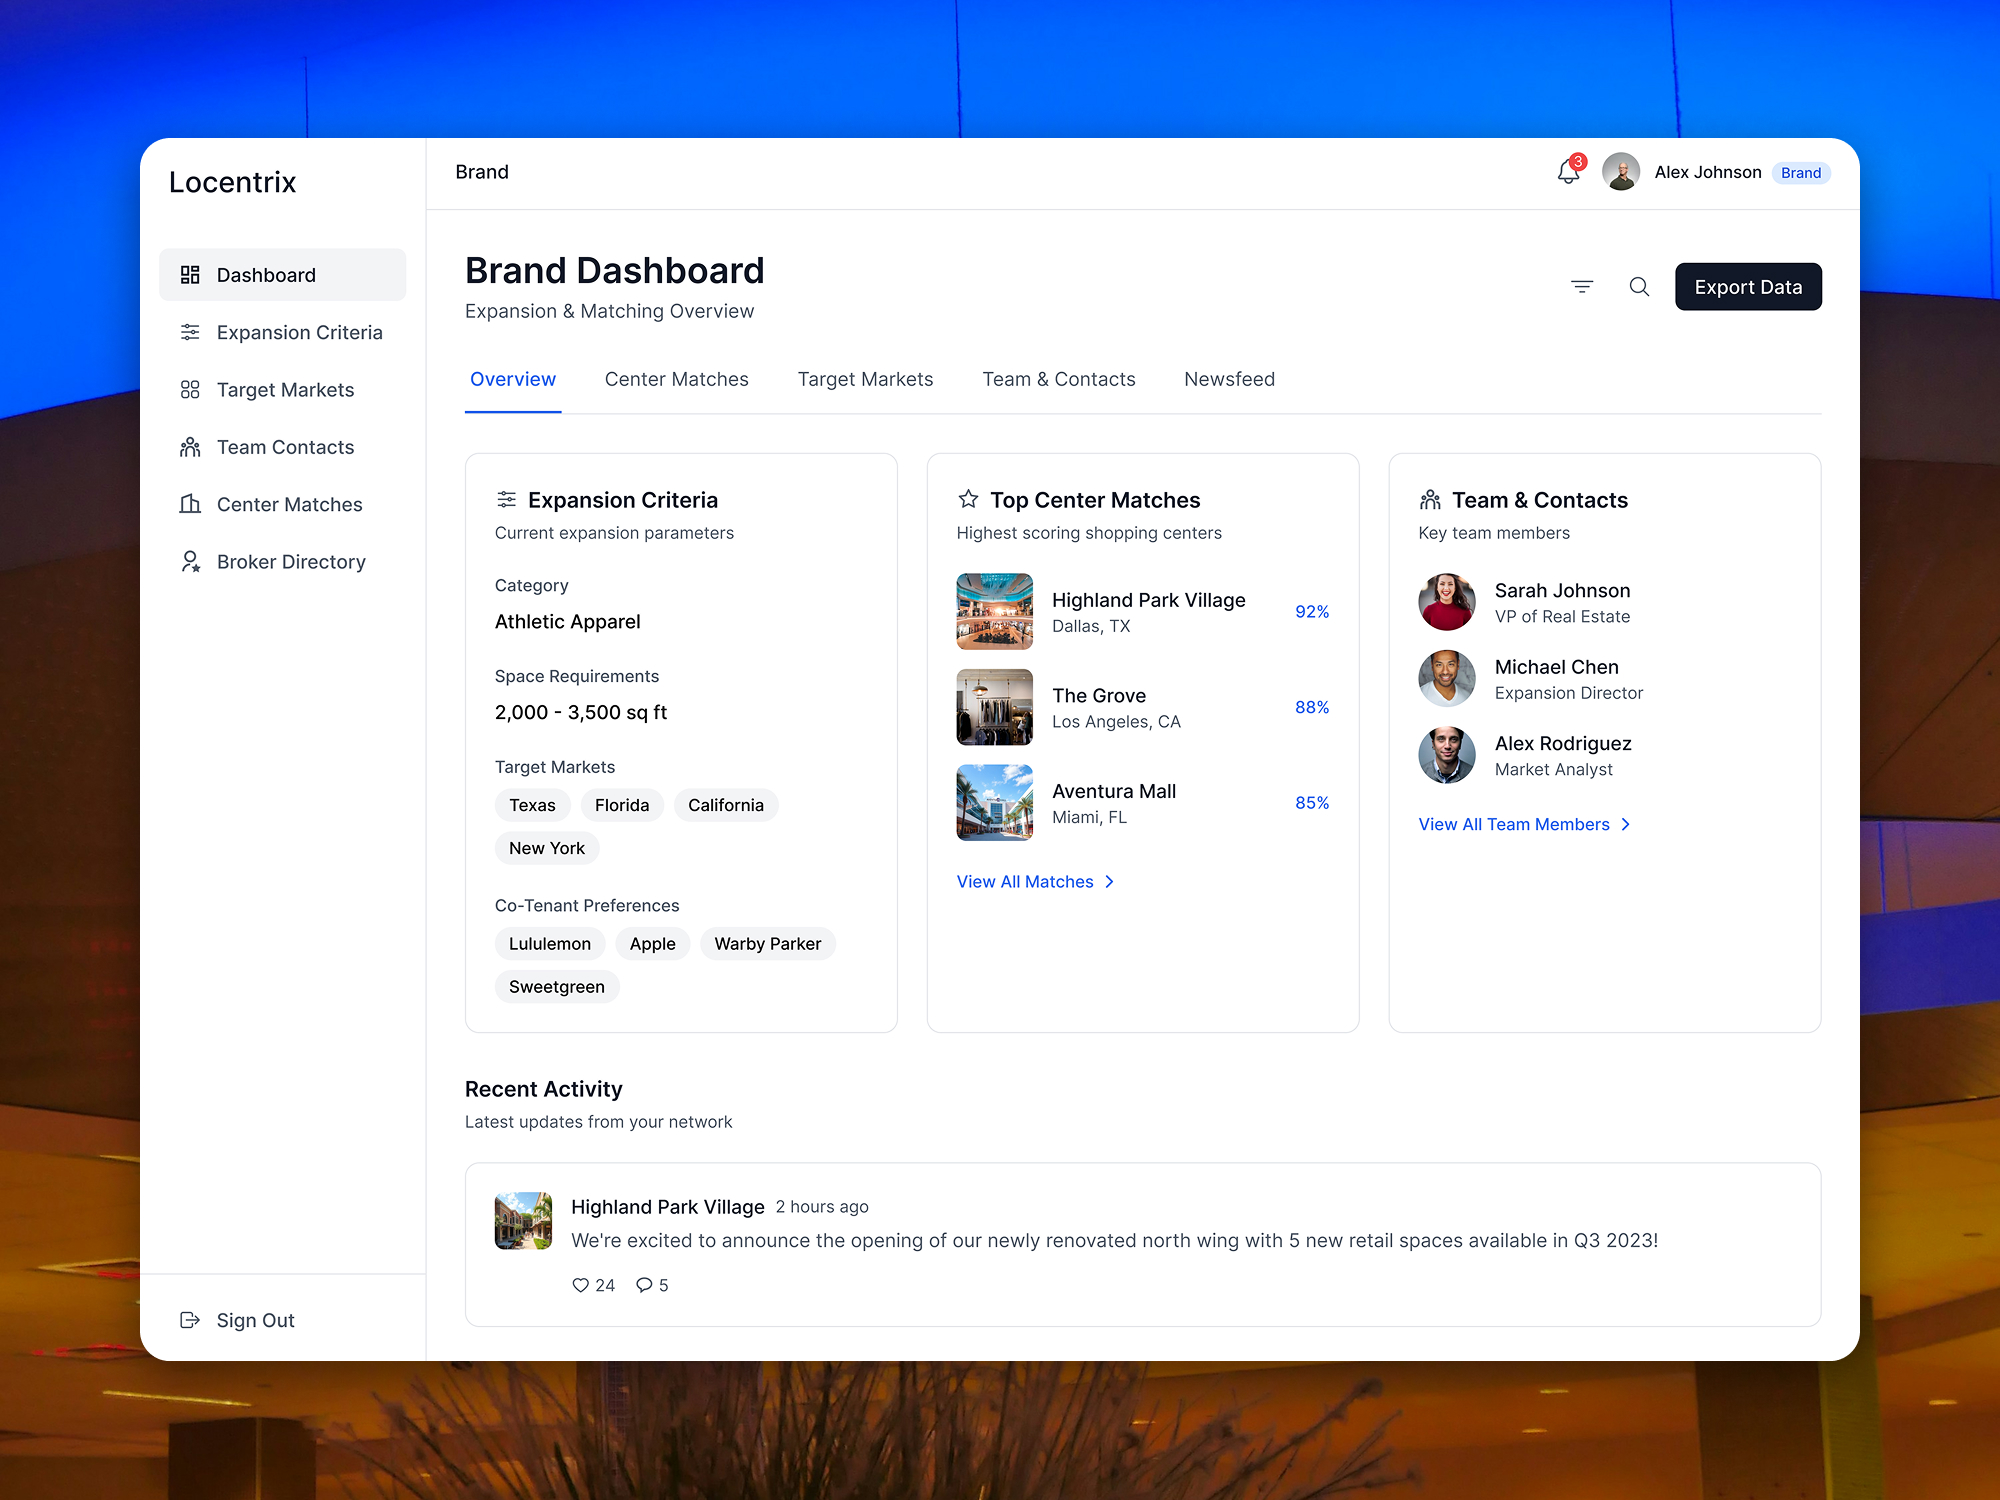 Locentrix
Dashboard
Expansion Criteria
Target Markets
Team Contacts
Center Matches
Broker Directory
Sign Out
Brand
3
Alex Johnson
Brand
Brand Dashboard
Expansion & Matching Overview
Export Data
Overview
Center Matches
Target Markets
Team & Contacts
Newsfeed
Expansion Criteria
Current expansion parameters
Category
Athletic Apparel
Space Requirements
2,000 - 3,500 sq ft
Target Markets
Texas
Florida
California
New York
Co-Tenant Preferences
Lululemon
Apple
Warby Parker
Sweetgreen
Top Center Matches
Highest scoring shopping centers
Highland Park Village
Dallas, TX
92%
The Grove
Los Angeles, CA
88%
Aventura Mall
Miami, FL
85%
View All Matches
Team & Contacts
Key team members
Sarah Johnson
VP of Real Estate
Michael Chen
Expansion Director
Alex Rodriguez
Market Analyst
View All Team Members
Recent Activity
Latest updates from your network
Highland Park Village 2 hours ago
We're excited to announce the opening of our newly renovated north wing with 5 new retail spaces available in Q3 2023!
24 5